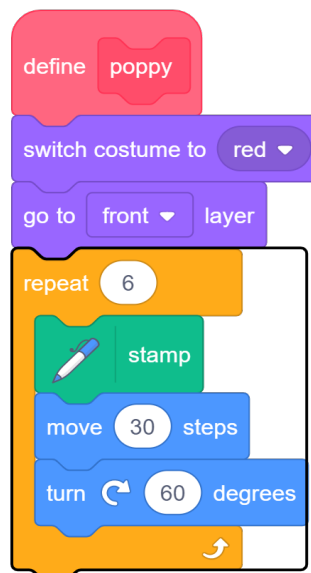 define poppy
switch costume to red
go to front layer
repeat 6
stamp
move 30 steps
turn 60 degrees